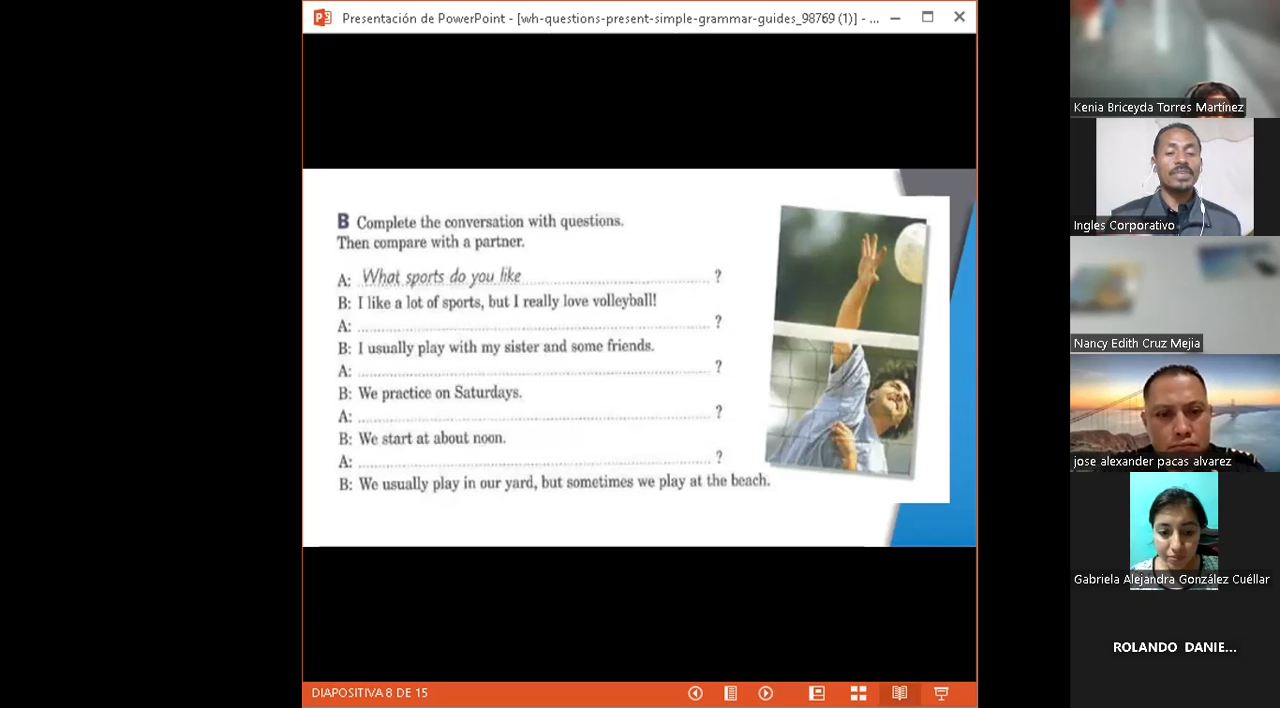 Presentación de PowerPoint - [wh-questions-present-simple-grammar-guides_98769 (1)] - ...
B Complete the conversation with questions.
Then compare with a partner.
A: What sports do you like ?
B: I like a lot of sports, but I really love volleyball!
A: ?
B: I usually play with my sister and some friends.
A: ?
B: We practice on Saturdays.
A: ?
B: We start at about noon.
A: ?
B: We usually play in our yard, but sometimes we play at the beach.
DIAPOSITIVA 8 DE 15
Kenia Briceyda Torres Martínez
Ingles Corporativo
Nancy Edith Cruz Mejia
jose alexander pacas alvarez
Gabriela Alejandra González Cuéllar
ROLANDO DANIE...